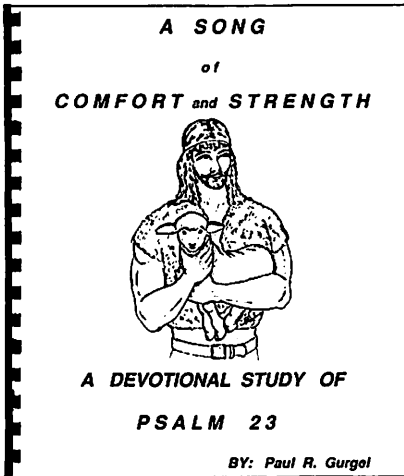 A SONG
of
COMFORT and STRENGTH
A DEVOTIONAL STUDY OF
PSALM 23
BY: Paul R. Gurgel